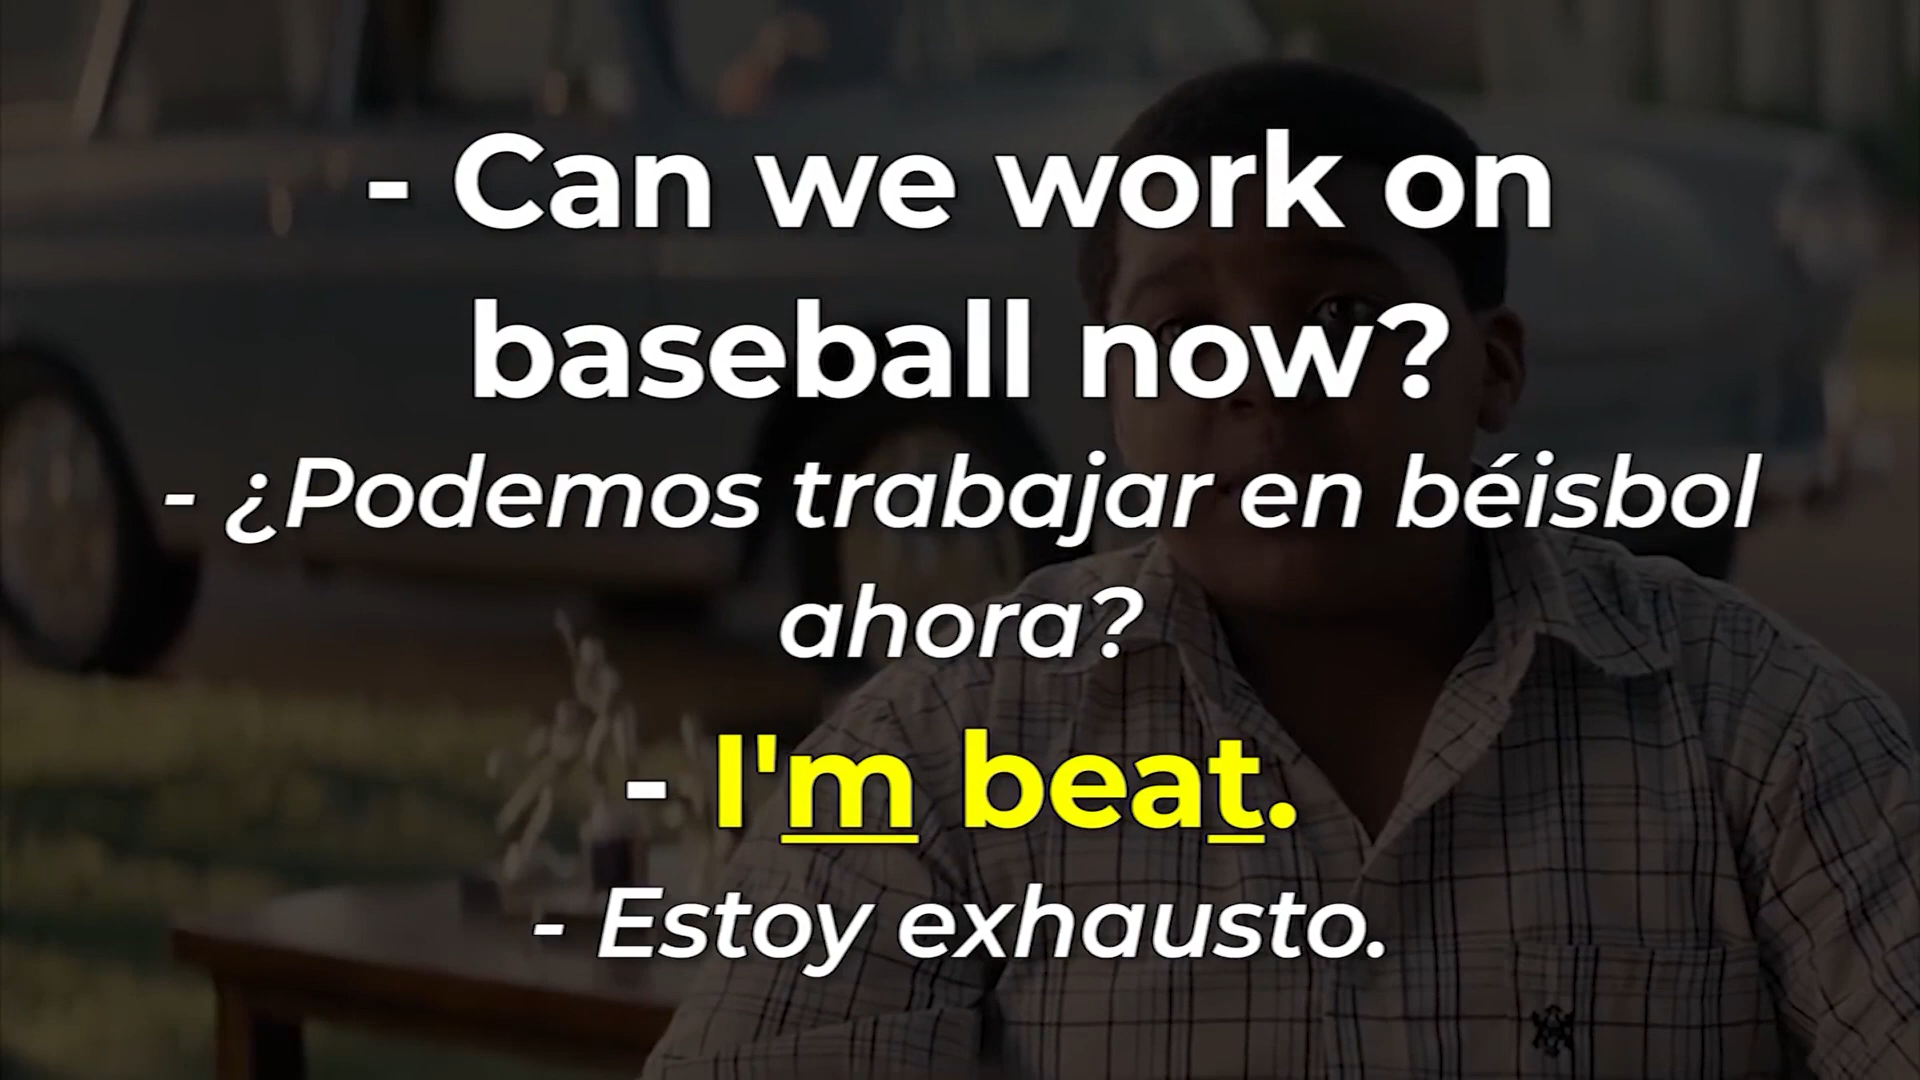 - Can we work on
baseball now?
- ¿Podemos trabajar en béisbol
ahora?
- I'm beat.
- Estoy exhausto.